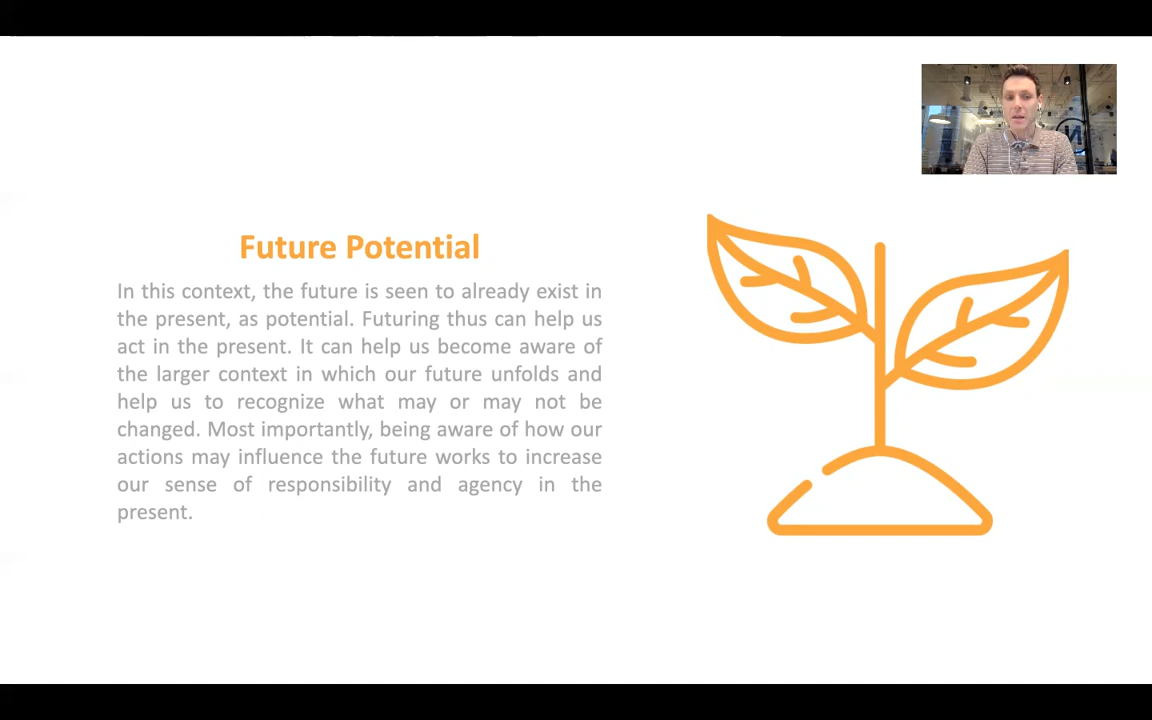 Future Potential
In this context, the future is seen to already exist in
the present, as potential. Futuring thus can help us
act in the present. It can help us become aware of
the larger context in which our future unfolds and
help us to recognize what may or may not be
changed. Most importantly, being aware of how our
actions may influence the future works to increase
our sense of responsibility and agency in the
present.